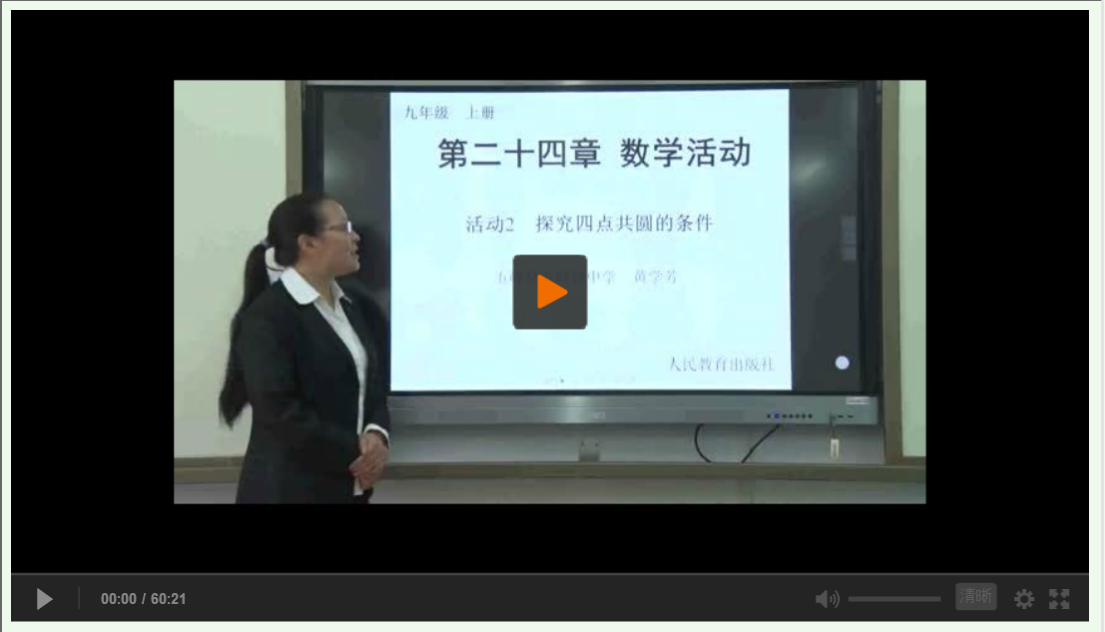 九年级 上册
第二十四章 数学活动
活动2 探究四点共圆的条件
中学 黄学芳
人民教育出版社
00:00 / 60:21
清晰